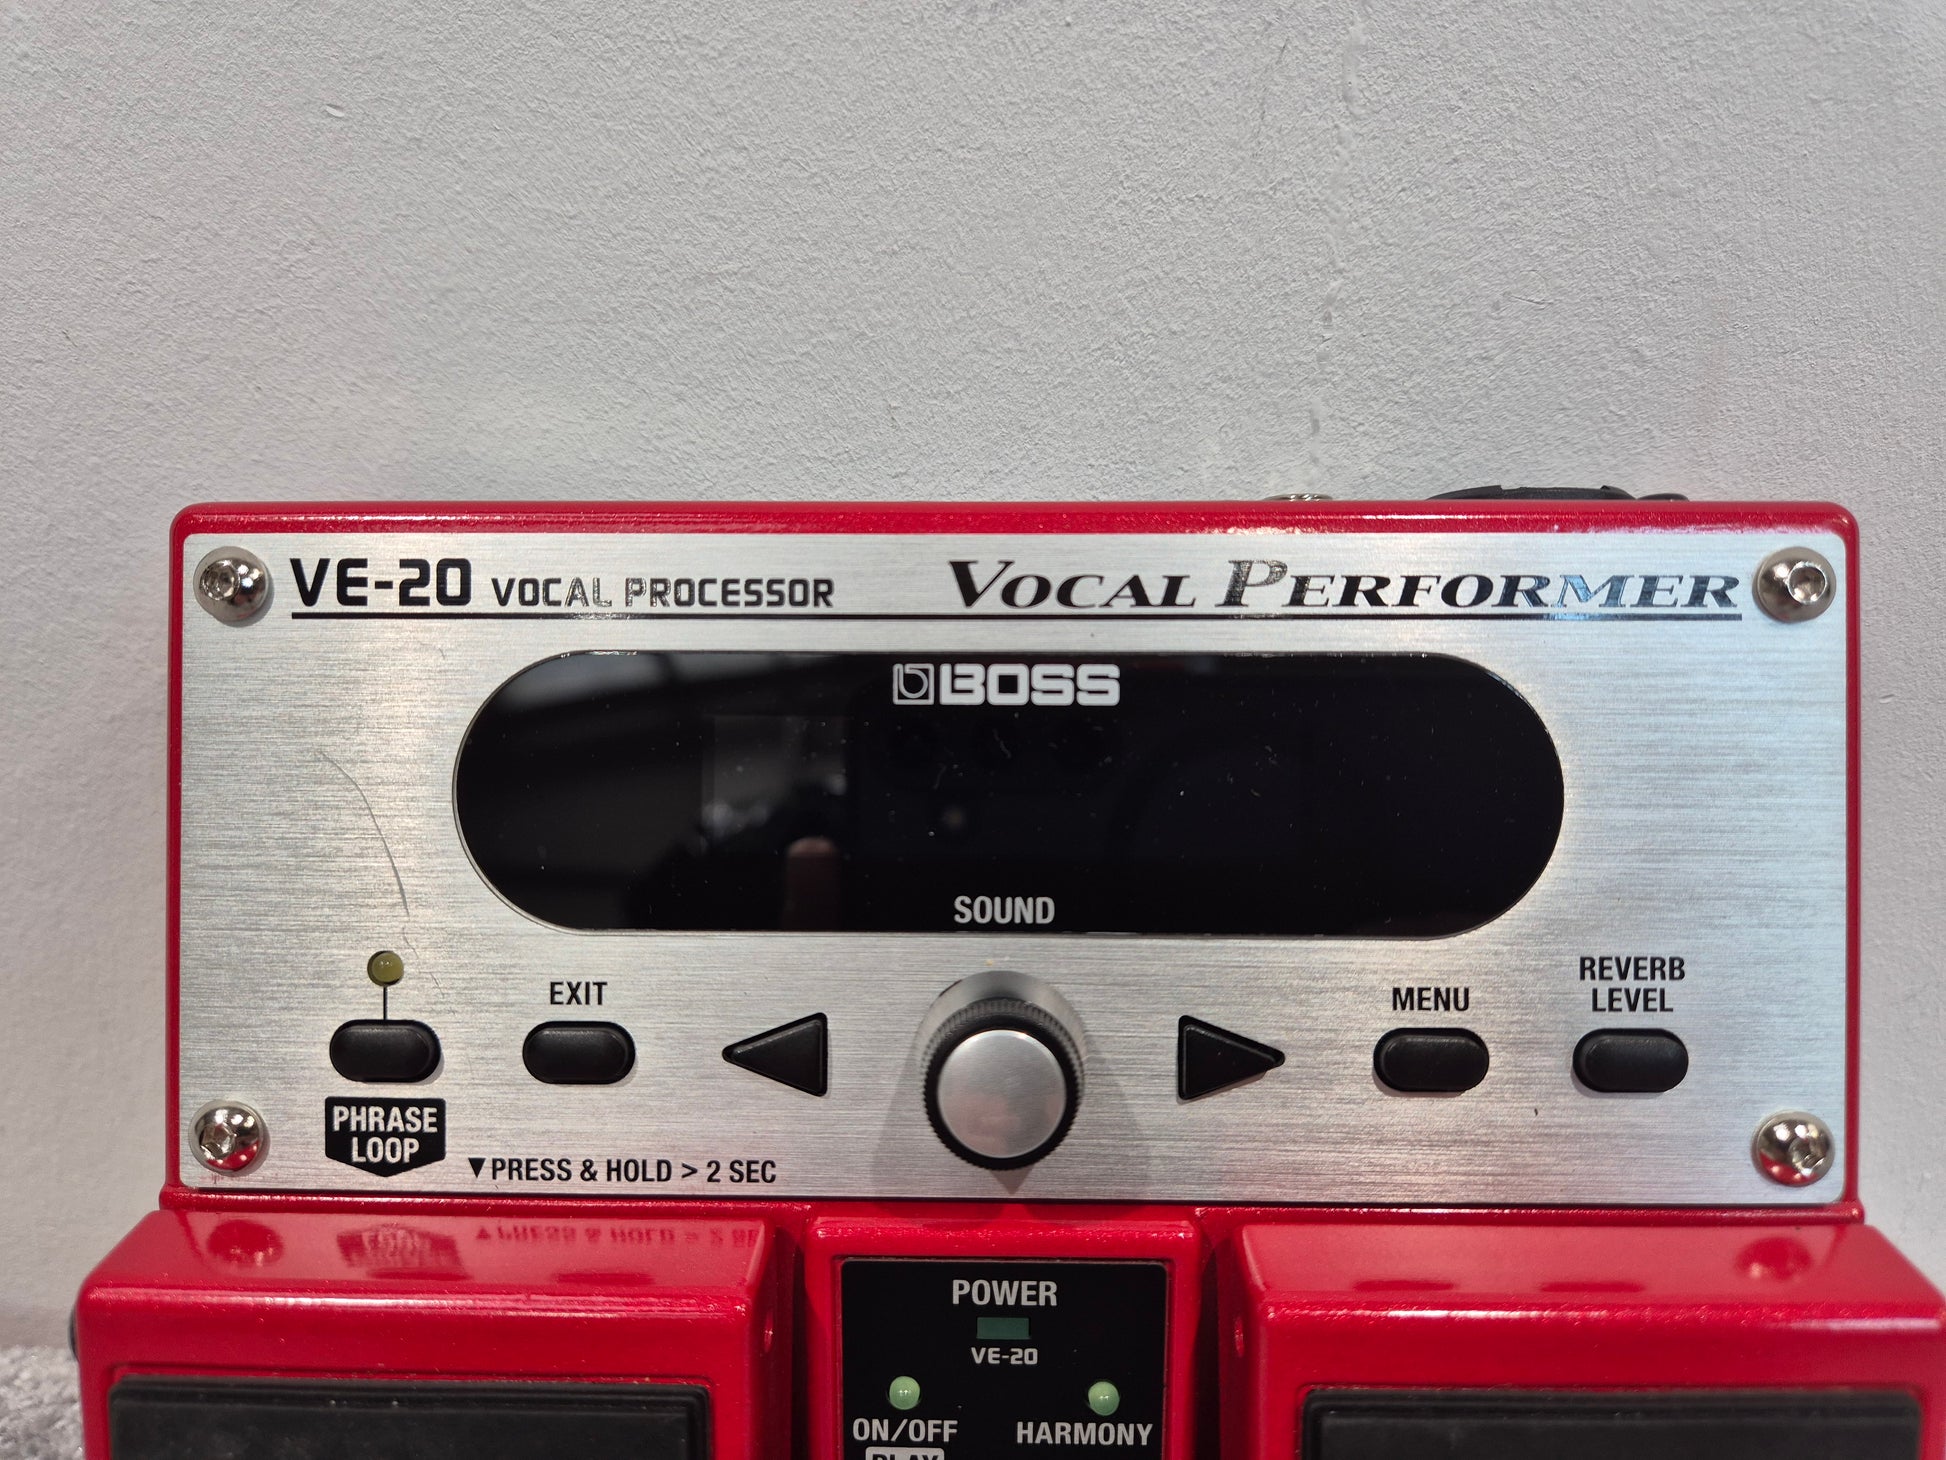 VE-20 VOCAL PROCESSOR VOCAL PERFORMER
BOSS
SOUND
EXIT
MENU
REVERB
LEVEL
PHRASE
LOOP
▼PRESS & HOLD > 2 SEC
POWER
VE-20
ON/OFF HARMONY
PLAY